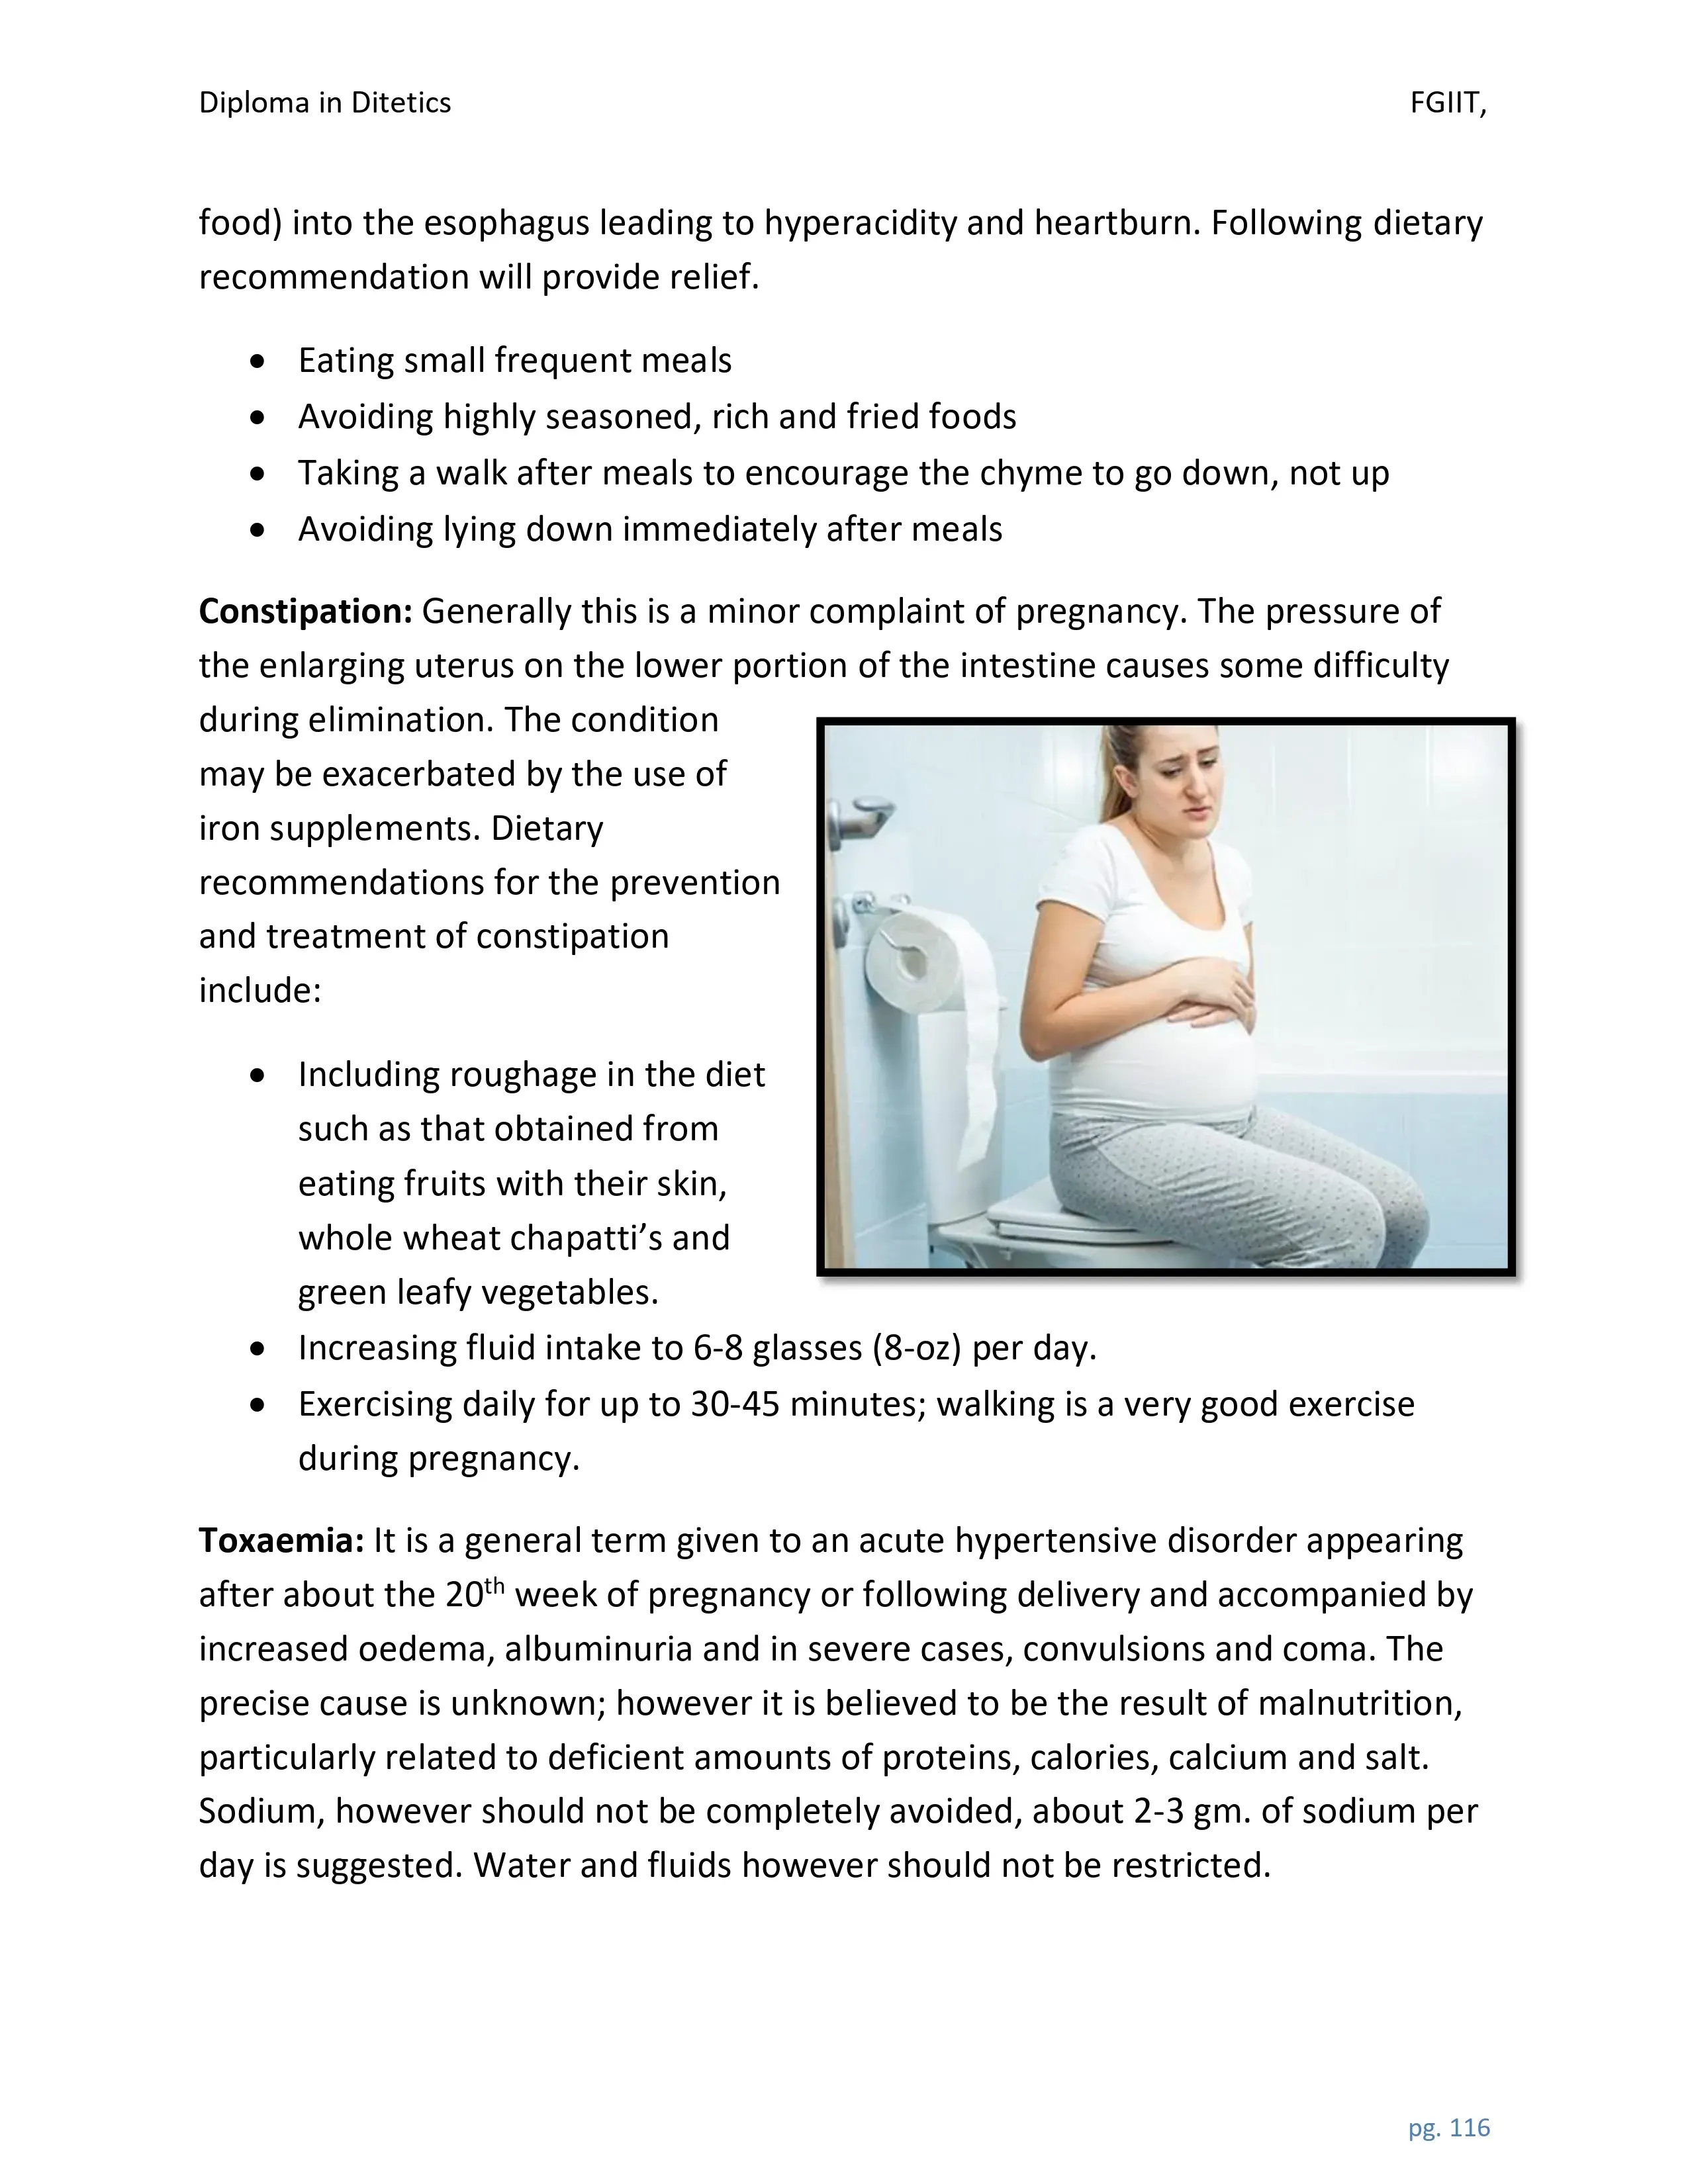 Diploma in Ditetics FGIIT,
food) into the esophagus leading to hyperacidity and heartburn. Following dietary
recommendation will provide relief.
• Eating small frequent meals
• Avoiding highly seasoned, rich and fried foods
• Taking a walk after meals to encourage the chyme to go down, not up
• Avoiding lying down immediately after meals
Constipation: Generally this is a minor complaint of pregnancy. The pressure of
the enlarging uterus on the lower portion of the intestine causes some difficulty
during elimination. The condition
may be exacerbated by the use of
iron supplements. Dietary
recommendations for the prevention
and treatment of constipation
include:
• Including roughage in the diet
such as that obtained from
eating fruits with their skin,
whole wheat chapatti’s and
green leafy vegetables.
• Increasing fluid intake to 6-8 glasses (8-oz) per day.
• Exercising daily for up to 30-45 minutes; walking is a very good exercise
during pregnancy.
Toxaemia: It is a general term given to an acute hypertensive disorder appearing
after about the 20th week of pregnancy or following delivery and accompanied by
increased oedema, albuminuria and in severe cases, convulsions and coma. The
precise cause is unknown; however it is believed to be the result of malnutrition,
particularly related to deficient amounts of proteins, calories, calcium and salt.
Sodium, however should not be completely avoided, about 2-3 gm. of sodium per
day is suggested. Water and fluids however should not be restricted.
pg. 116